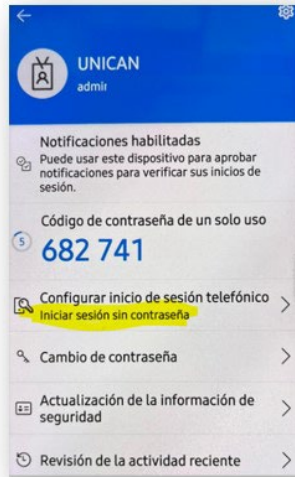 UNICAN
admir
Notificaciones habilitadas
Puede usar este dispositivo para aprobar
notificaciones para verificar sus inicios de
sesión.
Código de contraseña de un solo uso
5
682 741
Configurar inicio de sesión telefónico
Iniciar sesión sin contraseña
Cambio de contraseña
Actualización de la información de
seguridad
Revisión de la actividad reciente